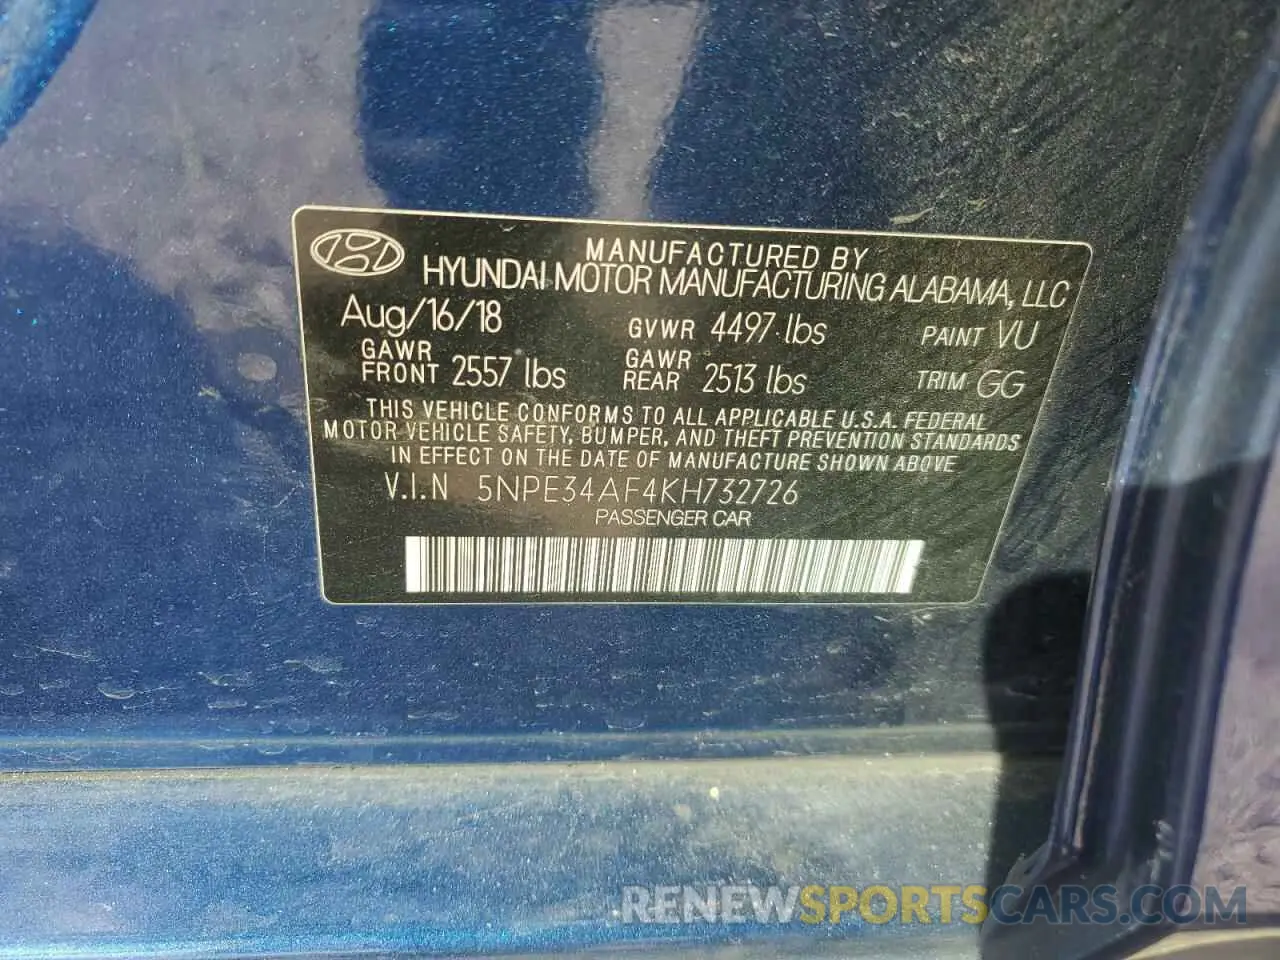 MANUFACTURED BY
HYUNDAI MOTOR MANUFACTURING ALABAMA, LLC
Aug/16/18 GVWR 4497 lbs PAINT VU
GAWR FRONT 2557 lbs GAWR REAR 2513 lbs TRIM GG
THIS VEHICLE CONFORMS TO ALL APPLICABLE U.S.A. FEDERAL
MOTOR VEHICLE SAFETY, BUMPER, AND THEFT PREVENTION STANDARDS
IN EFFECT ON THE DATE OF MANUFACTURE SHOWN ABOVE
V.I.N 5NPE34AF4KH732726
PASSENGER CAR
RENEWSPORTSCARS.COM